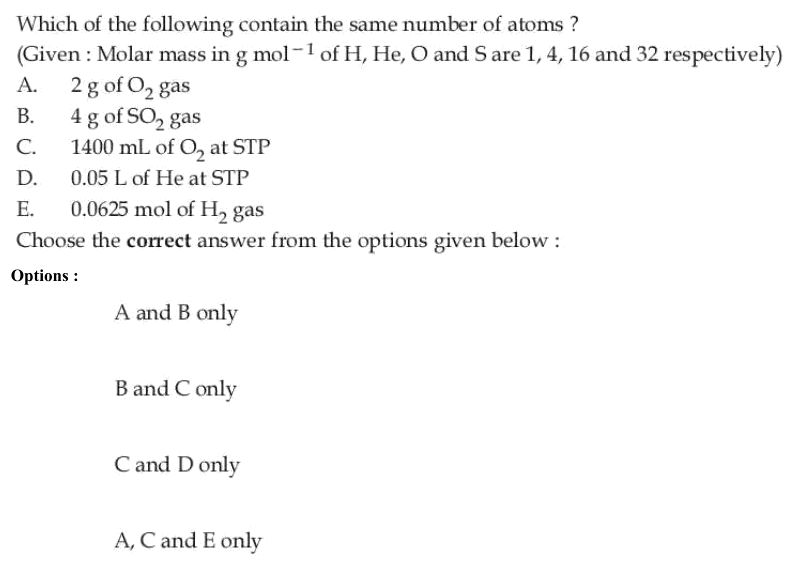 Which of the following contain the same number of atoms ?
(Given : Molar mass in g mol⁻¹ of H, He, O and S are 1, 4, 16 and 32 respectively)
A. 2 g of O₂ gas
B. 4 g of SO₂ gas
C. 1400 mL of O₂ at STP
D. 0.05 L of He at STP
E. 0.0625 mol of H₂ gas
Choose the correct answer from the options given below :
Options :
A and B only
B and C only
C and D only
A, C and E only